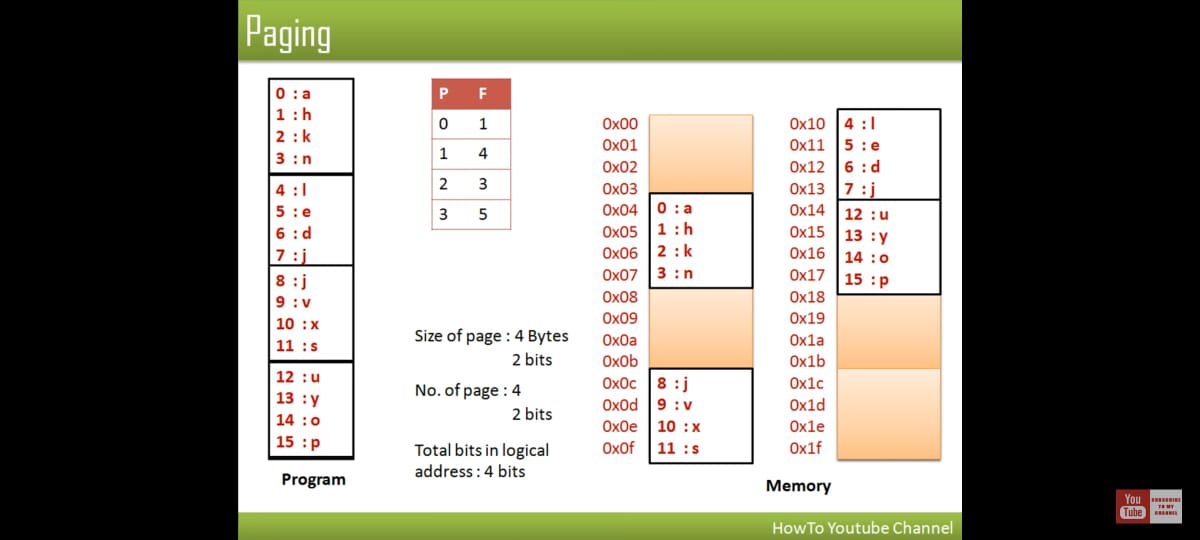 Paging
0 : a
1 : h
2 : k
3 : n
4 : l
5 : e
6 : d
7 : j
8 : j
9 : v
10 : x
11 : s
12 : u
13 : y
14 : o
15 : p
Program
P F
0 1
1 4
2 3
3 5
Size of page : 4 Bytes
2 bits
No. of page : 4
2 bits
Total bits in logical
address : 4 bits
0x00
0x01
0x02
0x03
0x04 0 : a
0x05 1 : h
0x06 2 : k
0x07 3 : n
0x08
0x09
0x0a
0x0b
0x0c 8 : j
0x0d 9 : v
0x0e 10 : x
0x0f 11 : s
0x10 4 : l
0x11 5 : e
0x12 6 : d
0x13 7 : j
0x14 12 : u
0x15 13 : y
0x16 14 : o
0x17 15 : p
0x18
0x19
0x1a
0x1b
0x1c
0x1d
0x1e
0x1f
Memory
HowTo Youtube Channel
You
Tube
SUBSCRIBE
TO MY
CHANNEL